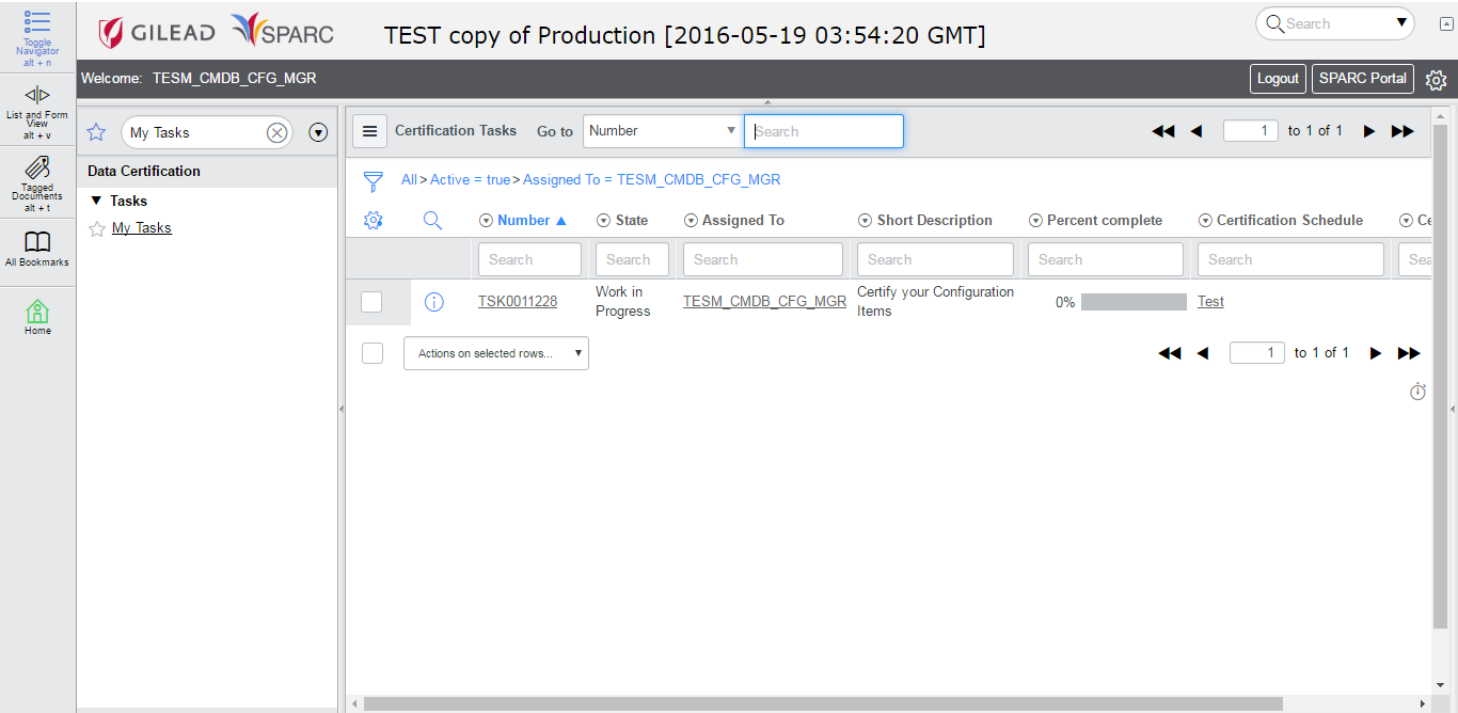 Toggle
Navigator
alt + n
GILEAD SPARC
TEST copy of Production [2016-05-19 03:54:20 GMT]
Search
Welcome: TESM_CMDB_CFG_MGR
Logout SPARC Portal
List and Form
View
alt + v
Tagged
Documents
alt + t
All Bookmarks
Home
My Tasks
Data Certification
Tasks
My Tasks
Certification Tasks Go to Number Search 1 to 1 of 1
All > Active = true > Assigned To = TESM_CMDB_CFG_MGR
Number State Assigned To Short Description Percent complete Certification Schedule Ce
Search Search Search Search Search Search Sea
TSK0011228 Work in Progress TESM_CMDB_CFG_MGR Certify your Configuration Items 0% Test
Actions on selected rows... 1 to 1 of 1